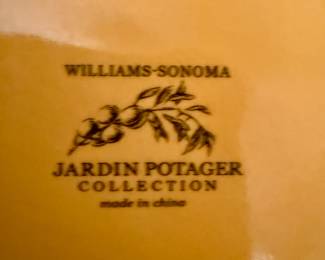 WILLIAMS-SONOMA
JARDIN POTAGER
COLLECTION
made in china